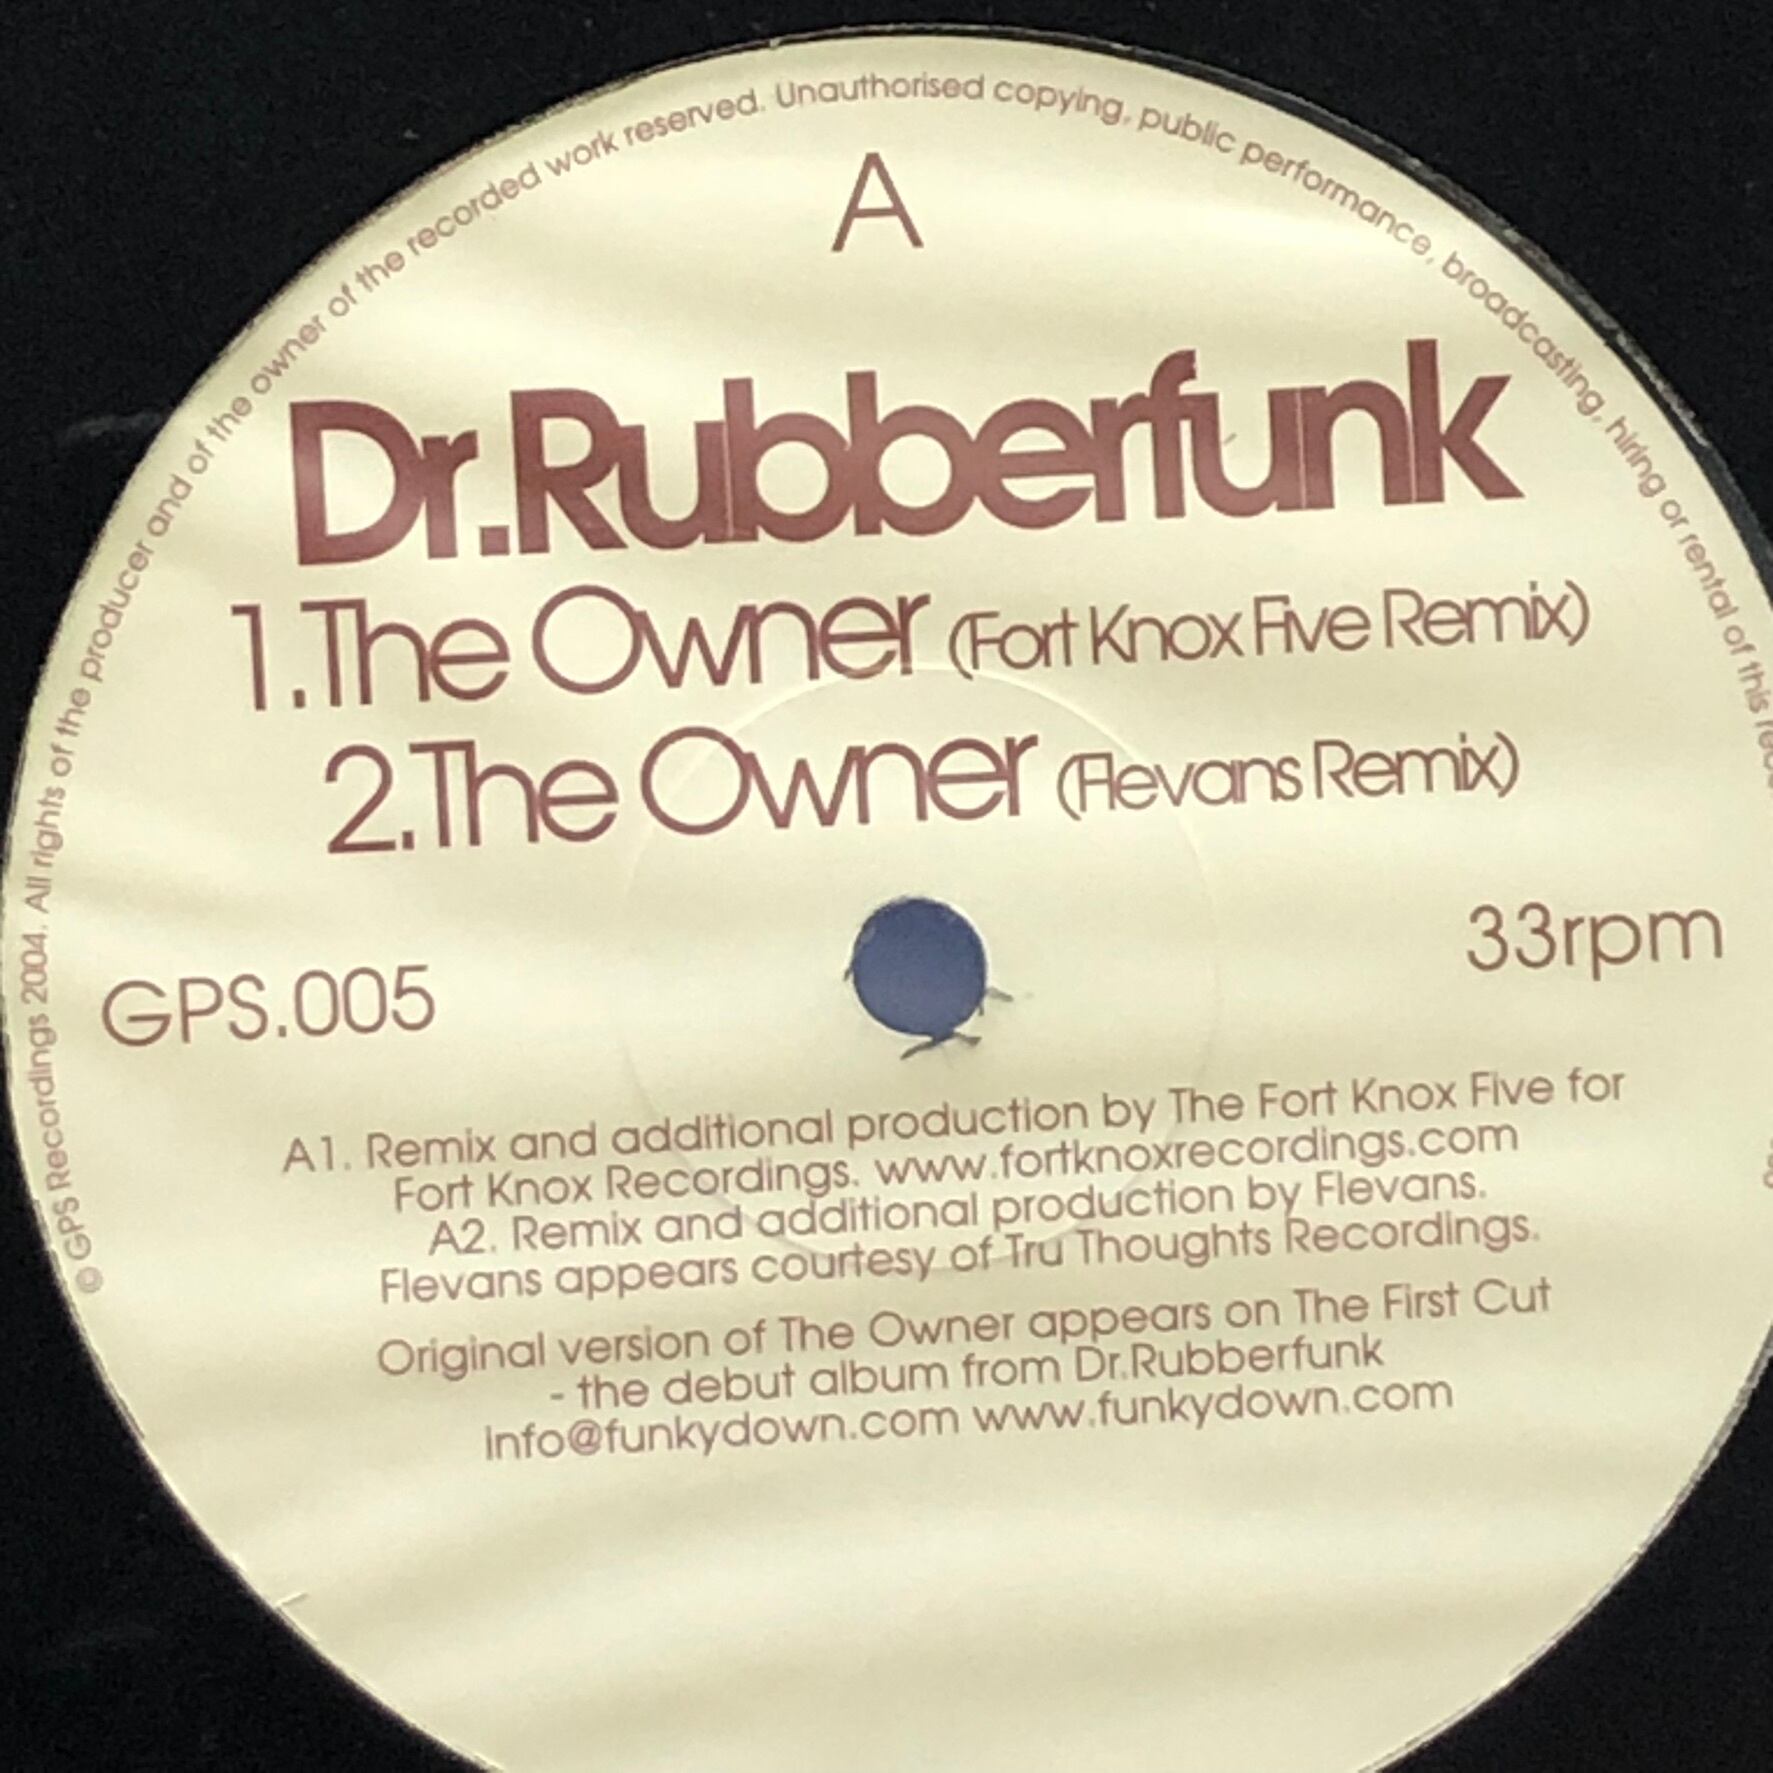 © GPS Recordings 2004. All rights of the producer and of the owner of the recorded work reserved. Unauthorised copying, public performance, broadcasting, hiring or rental of this
A
Dr.Rubberfunk
1.The Owner (Fort Knox Five Remix)
2.The Owner (Flevans Remix)
33rpm
GPS.005
A1. Remix and additional production by The Fort Knox Five for
Fort Knox Recordings. www.fortknoxrecordings.com
A2. Remix and additional production by Flevans.
Flevans appears courtesy of Tru Thoughts Recordings.
Original version of The Owner appears on The First Cut
- the debut album from Dr.Rubberfunk
info@funkydown.com www.funkydown.com